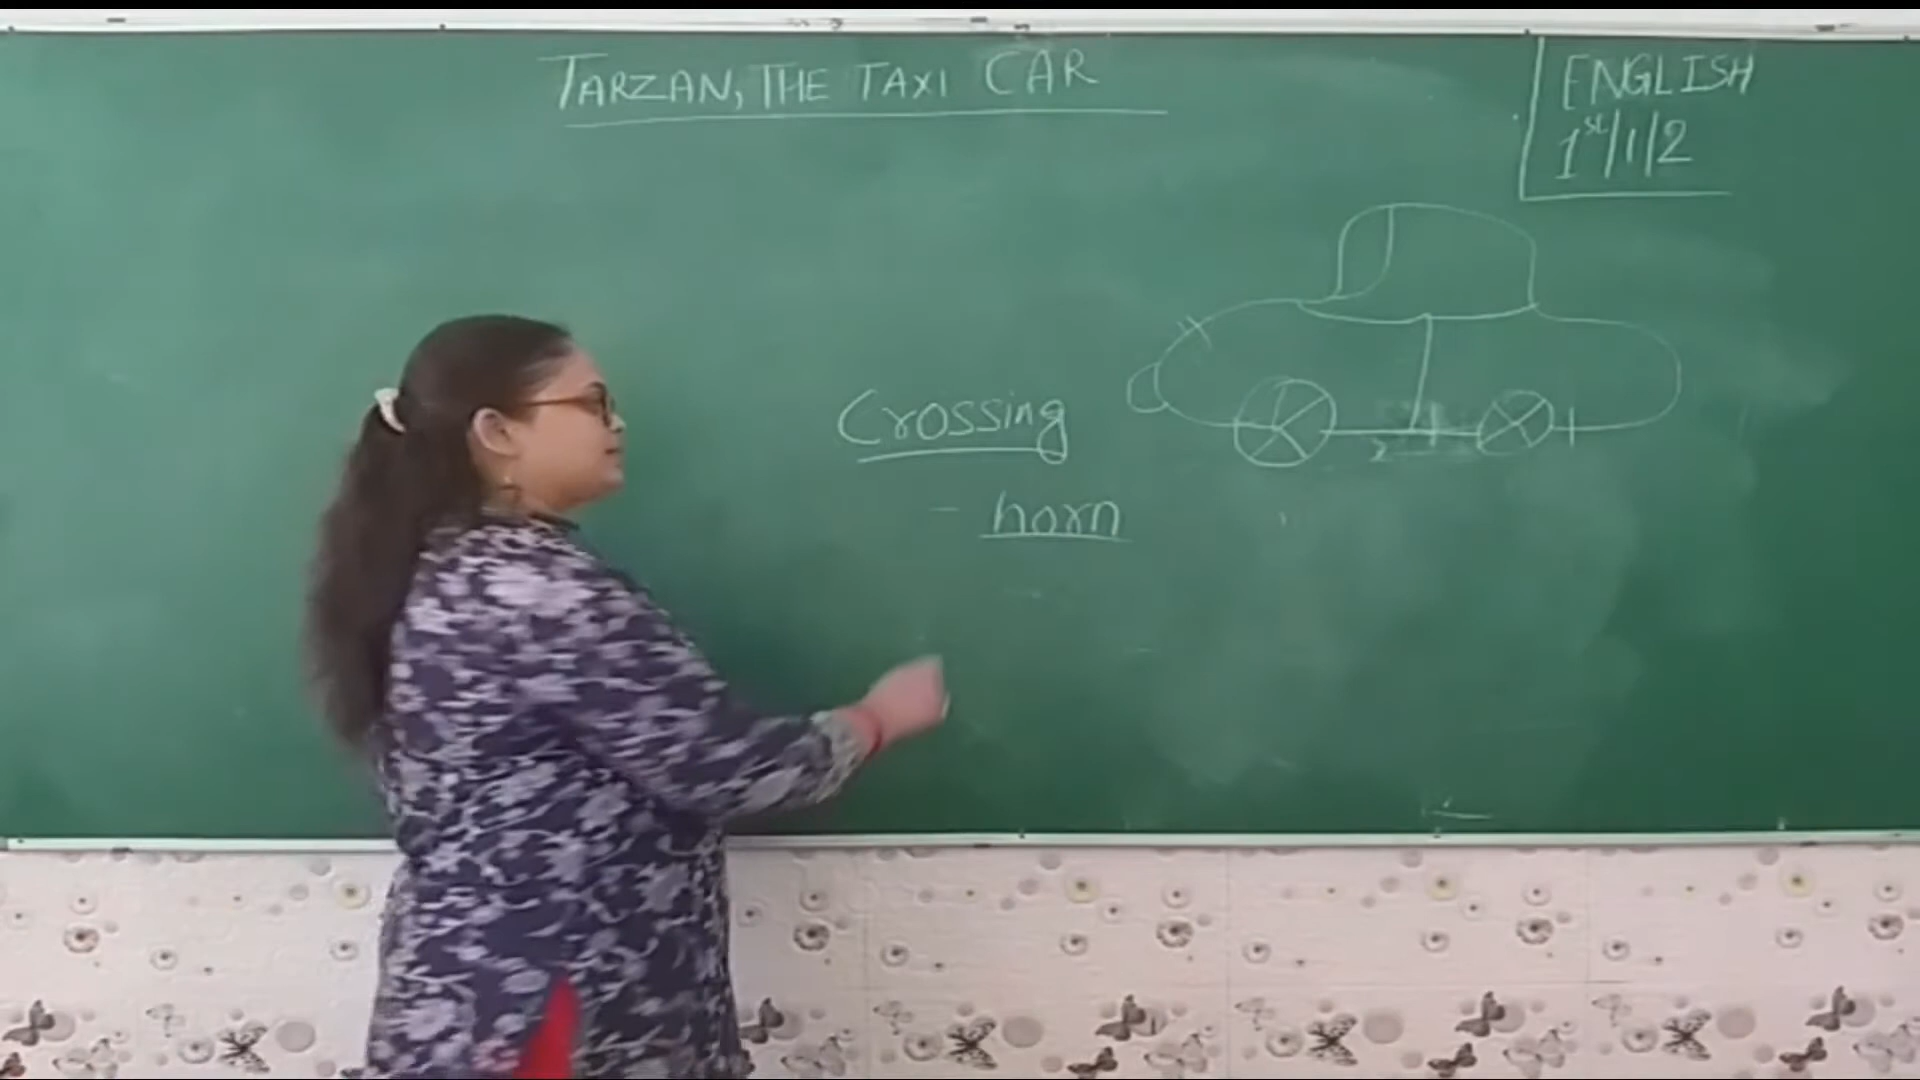 TARZAN, THE TAXI CAR
ENGLISH
1st/1/2
Crossing
- horn